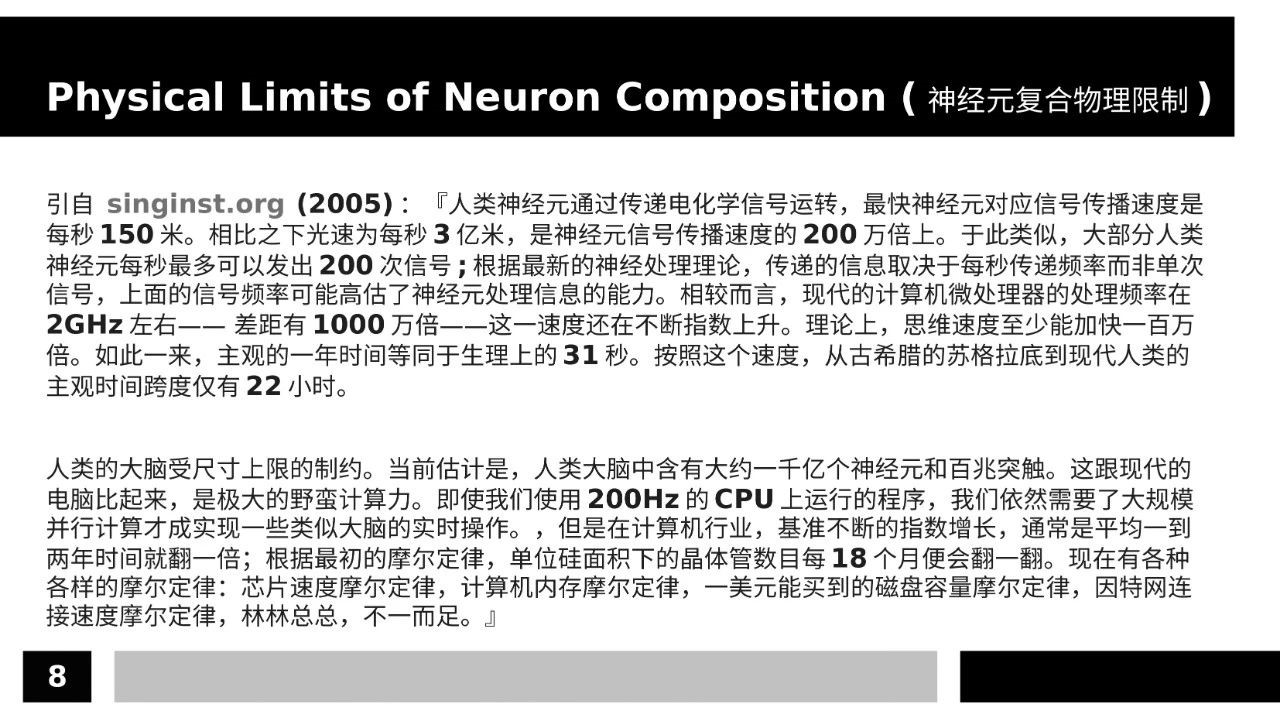 Physical Limits of Neuron Composition ( 神经元复合物理限制 )
引自 singinst.org (2005) : 『人类神经元通过传递电化学信号运转，最快神经元对应信号传播速度是
每秒 150 米。相比之下光速为每秒 3 亿米，是神经元信号传播速度的 200 万倍上。于此类似，大部分人类
神经元每秒最多可以发出 200 次信号 ; 根据最新的神经处理理论，传递的信息取决于每秒传递频率而非单次
信号，上面的信号频率可能高估了神经元处理信息的能力。相较而言，现代的计算机微处理器的处理频率在
2GHz 左右—— 差距有 1000 万倍——这一速度还在不断指数上升。理论上，思维速度至少能加快一百万
倍。如此一来，主观的一年时间等同于生理上的 31 秒。按照这个速度，从古希腊的苏格拉底到现代人类的
主观时间跨度仅有 22 小时。
人类的大脑受尺寸上限的制约。当前估计是，人类大脑中含有大约一千亿个神经元和百兆突触。这跟现代的
电脑比起来，是极大的野蛮计算力。即使我们使用 200Hz 的 CPU 上运行的程序，我们依然需要了大规模
并行计算才成实现一些类似大脑的实时操作。，但是在计算机行业，基准不断的指数增长，通常是平均一到
两年时间就翻一倍；根据最初的摩尔定律，单位硅面积下的晶体管数目每 18 个月便会翻一翻。现在有各种
各样的摩尔定律：芯片速度摩尔定律，计算机内存摩尔定律，一美元能买到的磁盘容量摩尔定律，因特网连
接速度摩尔定律，林林总总，不一而足。』
8